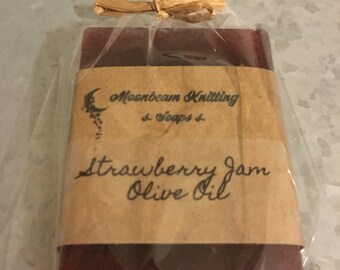 Moonbeam Knitting
& Soaps &
Strawberry Jam
Olive Oil